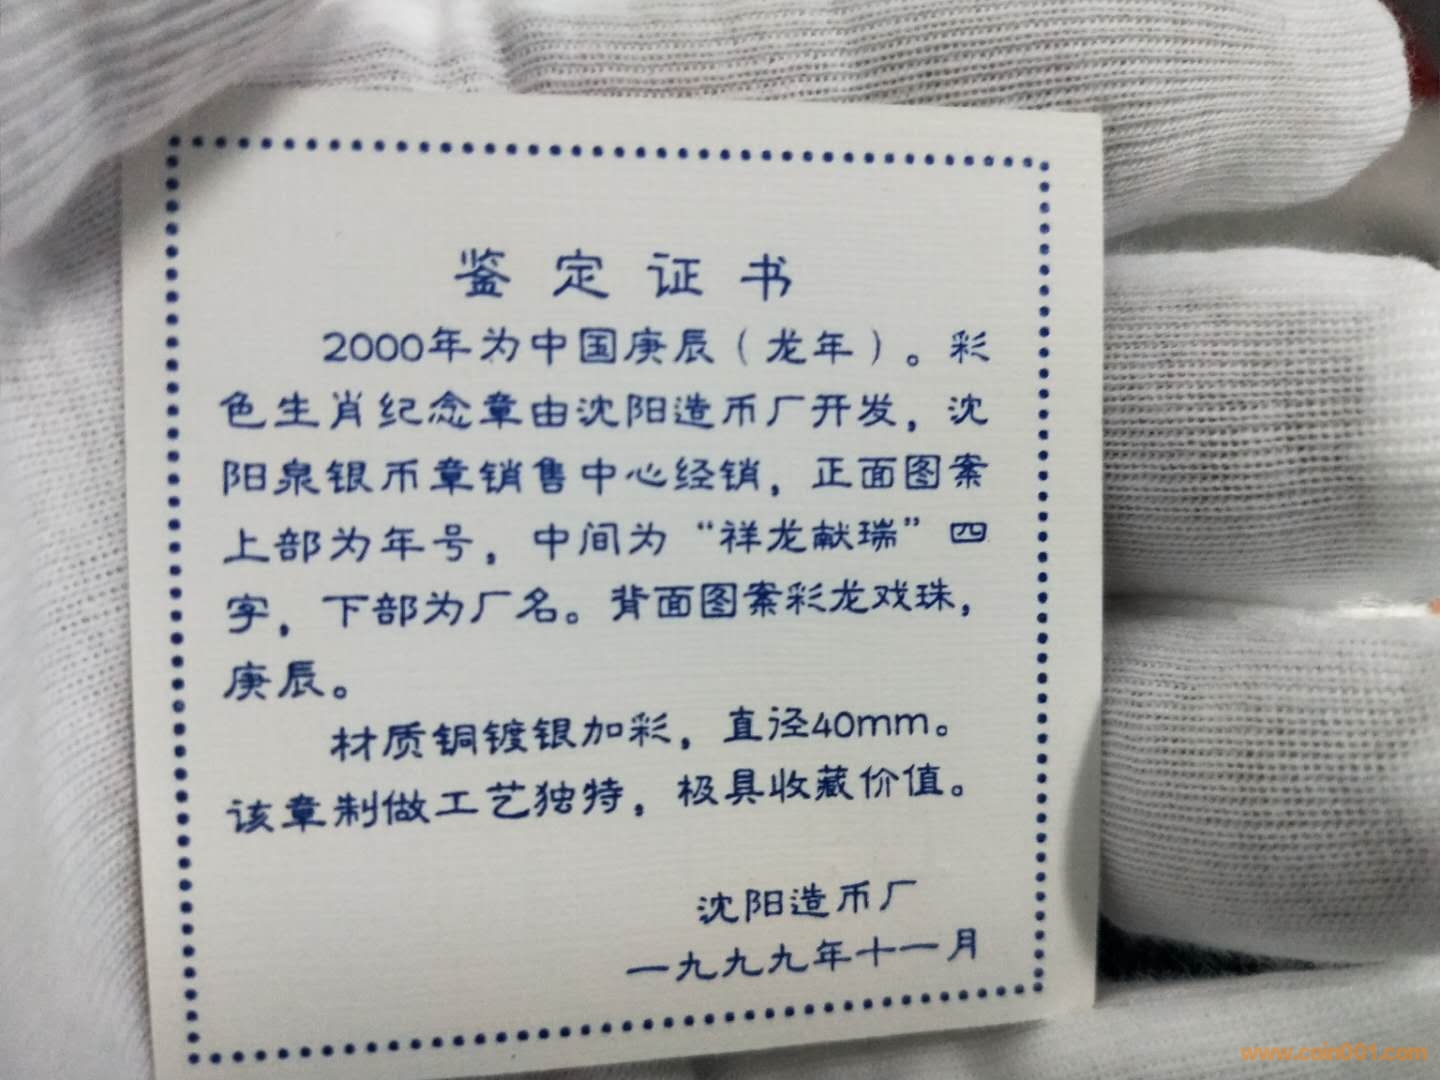 鉴定证书
2000年为中国庚辰（龙年）。彩
色生肖纪念章由沈阳造币厂开发，沈
阳泉银币章销售中心经销，正面图案
上部为年号，中间为“祥龙献瑞”四
字，下部为厂名。背面图案彩龙戏珠，
庚辰。
材质铜镀银加彩，直径40mm。
该章制做工艺独特，极具收藏价值。
沈阳造币厂
一九九九年十一月
www.coin001.com